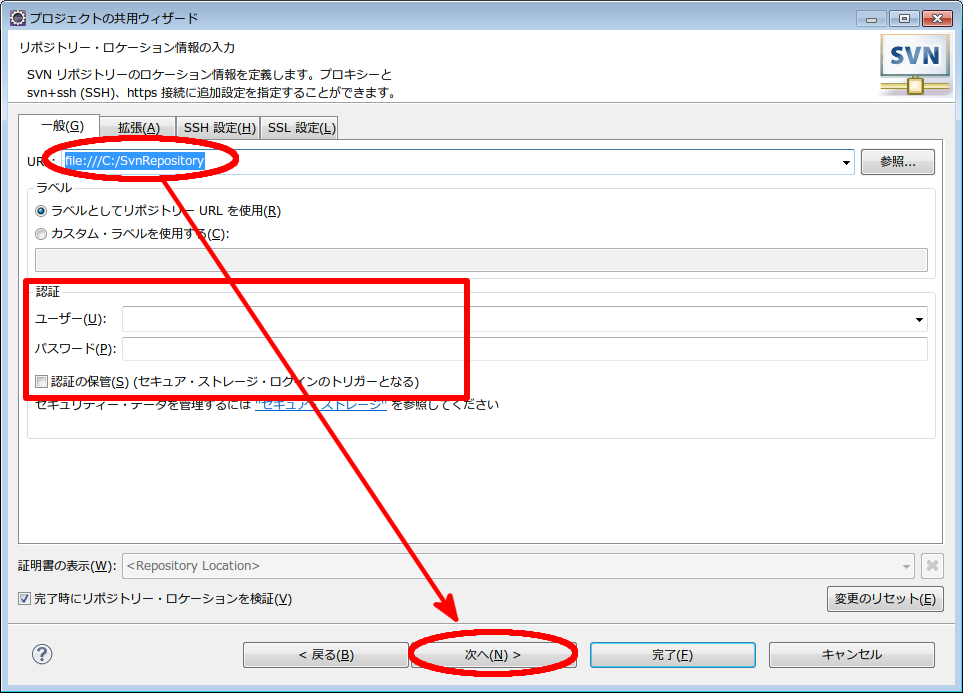 プロジェクトの共用ウィザード
リポジトリー・ロケーション情報の入力
SVN リポジトリーのロケーション情報を定義します。プロキシーと
svn+ssh (SSH)、https 接続に追加設定を指定することができます。
SVN
一般(G) 拡張(A) SSH 設定(H) SSL 設定(L)
URL: file:///C:/SvnRepository 参照...
ラベル
ラベルとしてリポジトリー URL を使用(R)
カスタム・ラベルを使用する(C):
認証
ユーザー(U):
パスワード(P):
認証の保管(S) (セキュア・ストレージ・ログインのトリガーとなる)
セキュリティー・データを管理するには "セキュア・ストレージ" を参照してください
証明書の表示(W): <Repository Location>
完了時にリポジトリー・ロケーションを検証(V) 変更のリセット(E)
? < 戻る(B) 次へ(N) > 完了(F) キャンセル